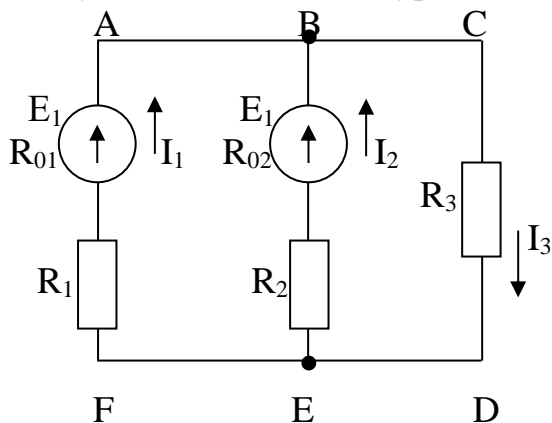 A B C
E₁ E₁
R₀₁ I₁ R₀₂ I₂
R₃
I₃
R₁ R₂
F E D